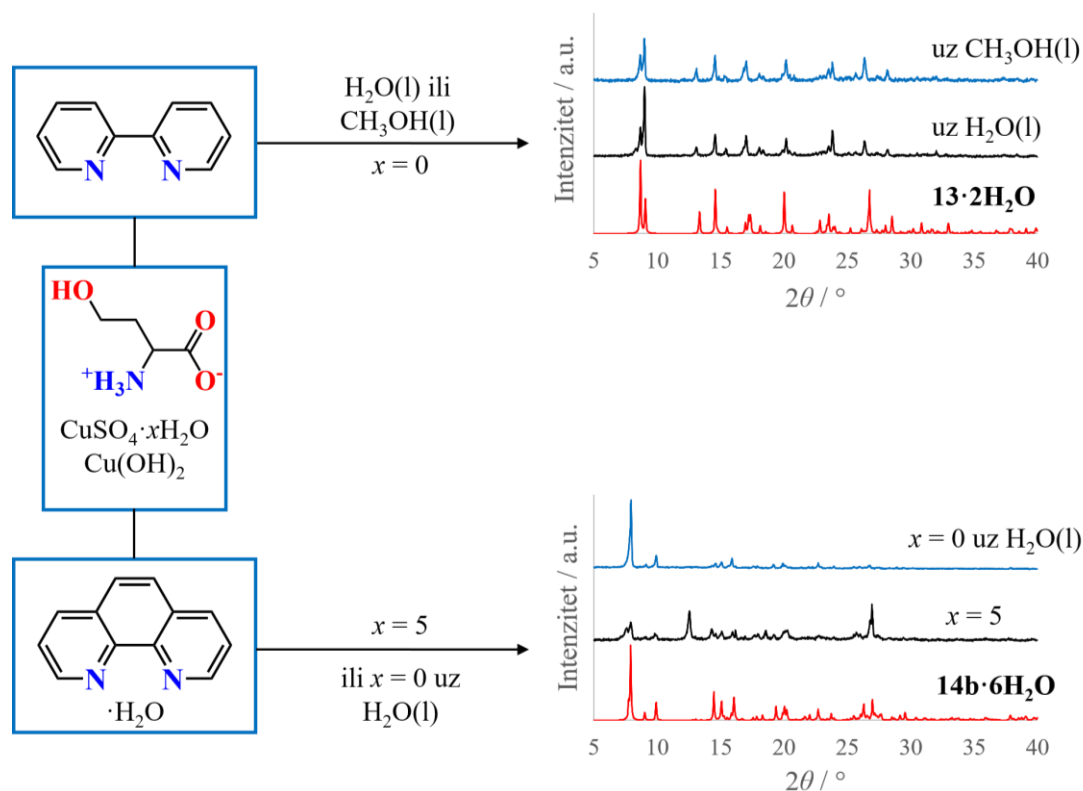 N
N
H₂O(l) ili
CH₃OH(l)
x = 0
Intenzitet / a.u.
uz CH₃OH(l)
uz H₂O(l)
13·2H₂O
5 10 15 20 25 30 35 40
2θ / °
HO
O
⁺H₃N
O⁻
CuSO₄·xH₂O
Cu(OH)₂
N
N
·H₂O
x = 5
ili x = 0 uz
H₂O(l)
Intenzitet / a.u.
x = 0 uz H₂O(l)
x = 5
14b·6H₂O
5 10 15 20 25 30 35 40
2θ / °